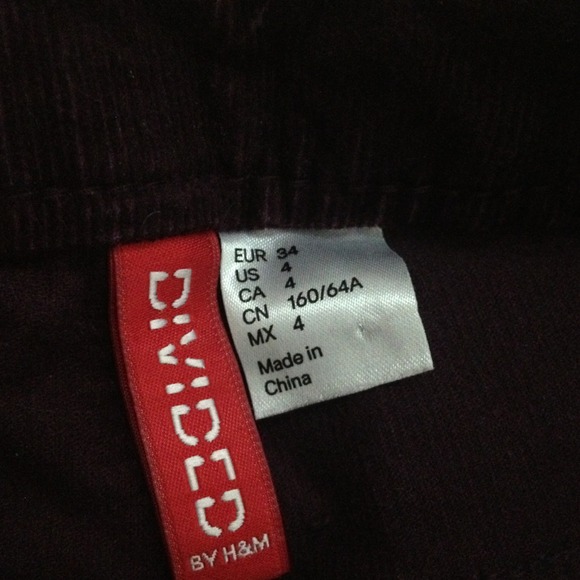 DIVIDED
BY H&M
EUR 34
US 4
CA 4
CN 160/64A
MX 4
Made in
China